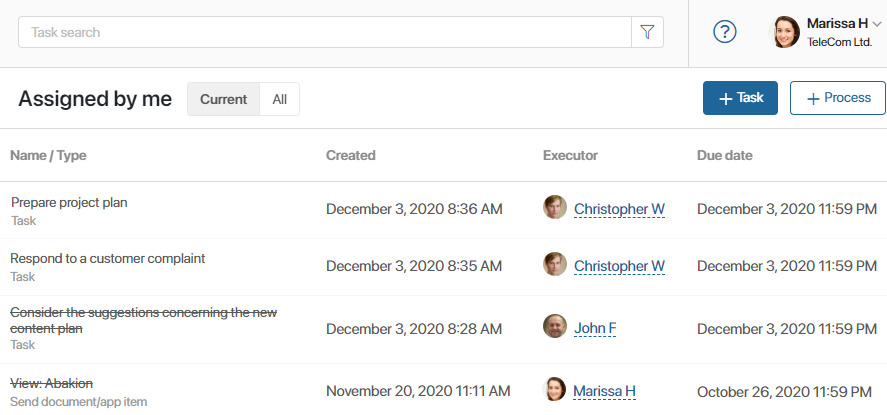 Task search
?
Marissa H
TeleCom Ltd.
Assigned by me
Current
All
+ Task
+ Process
Name / Type
Created
Executor
Due date
Prepare project plan
Task
December 3, 2020 8:36 AM
Christopher W
December 3, 2020 11:59 PM
Respond to a customer complaint
Task
December 3, 2020 8:35 AM
Christopher W
December 3, 2020 11:59 PM
Consider the suggestions concerning the new
content plan
Task
December 3, 2020 8:28 AM
John F
December 3, 2020 11:59 PM
View: Abakion
Send document/app item
November 20, 2020 11:11 AM
Marissa H
October 26, 2020 11:59 PM